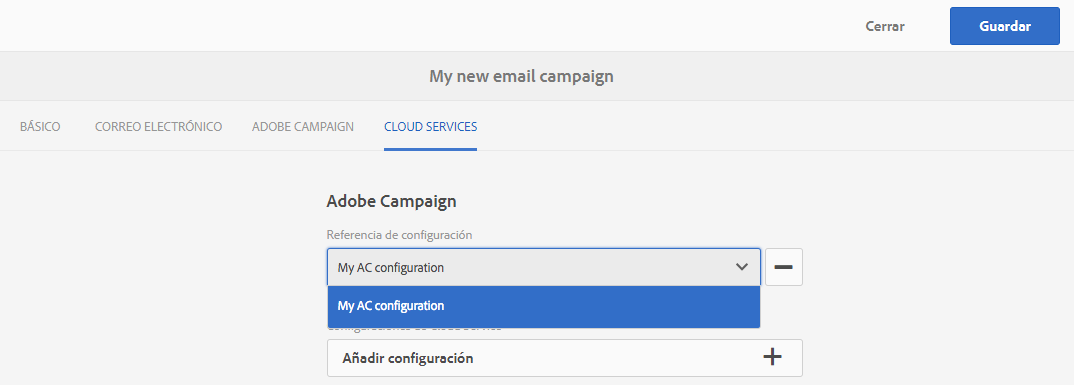 Cerrar
Guardar
My new email campaign
BÁSICO
CORREO ELECTRÓNICO
ADOBE CAMPAIGN
CLOUD SERVICES
Adobe Campaign
Referencia de configuración
My AC configuration
My AC configuration
Añadir configuración